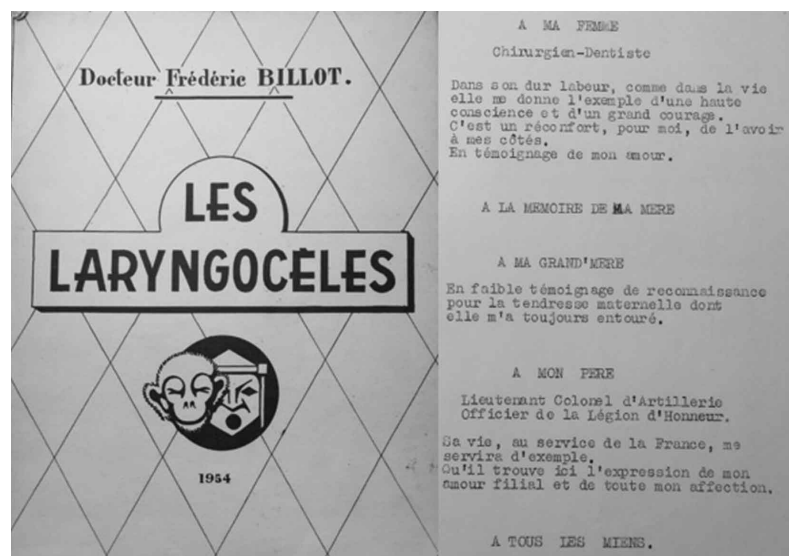 Docteur Frédéric BILLOT.
LES
LARYNGOCÈLES
1954
A MA FEMME
Chirurgien-Dentiste
Dans son dur labeur, comme dans la vie
elle me donne l'exemple d'une haute
conscience et d'un grand courage.
C'est un réconfort, pour moi, de l'avoir
à mes côtés.
En témoignage de mon amour.
A LA MEMOIRE DE MA MERE
A MA GRAND'MERE
En faible témoignage de reconnaissance
pour la tendresse maternelle dont
elle m'a toujours entouré.
A MON PERE
Lieutenant Colonel d'Artillerie
Officier de la Légion d'Honneur.
Sa vie, au service de la France, me
servira d'exemple.
Qu'il trouve ici l'expression de mon
amour filial et de toute mon affection.
A TOUS LES MIENS.